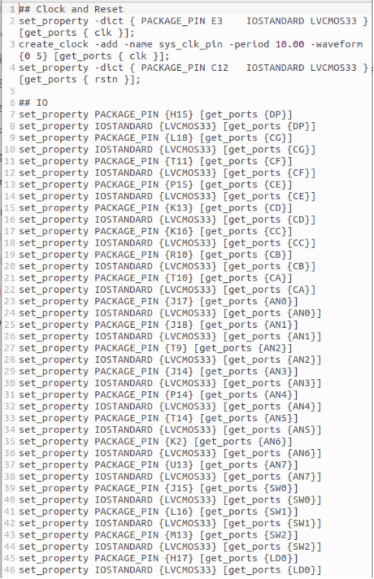 1 ## Clock and Reset
2 set_property -dict { PACKAGE_PIN E3    IOSTANDARD LVCMOS33 }
[get_ports { clk }];
3 create_clock -add -name sys_clk_pin -period 10.00 -waveform
{0 5} [get_ports { clk }];
4 set_property -dict { PACKAGE_PIN C12   IOSTANDARD LVCMOS33 }
[get_ports { rstn }];
5
6 ## IO
7 set_property PACKAGE_PIN {H15} [get_ports {DP}]
8 set_property IOSTANDARD {LVCMOS33} [get_ports {DP}]
9 set_property PACKAGE_PIN {L18} [get_ports {CG}]
10 set_property IOSTANDARD {LVCMOS33} [get_ports {CG}]
11 set_property PACKAGE_PIN {T11} [get_ports {CF}]
12 set_property IOSTANDARD {LVCMOS33} [get_ports {CF}]
13 set_property PACKAGE_PIN {P15} [get_ports {CE}]
14 set_property IOSTANDARD {LVCMOS33} [get_ports {CE}]
15 set_property PACKAGE_PIN {K13} [get_ports {CD}]
16 set_property IOSTANDARD {LVCMOS33} [get_ports {CD}]
17 set_property PACKAGE_PIN {K16} [get_ports {CC}]
18 set_property IOSTANDARD {LVCMOS33} [get_ports {CC}]
19 set_property PACKAGE_PIN {R10} [get_ports {CB}]
20 set_property IOSTANDARD {LVCMOS33} [get_ports {CB}]
21 set_property PACKAGE_PIN {T10} [get_ports {CA}]
22 set_property IOSTANDARD {LVCMOS33} [get_ports {CA}]
23 set_property PACKAGE_PIN {J17} [get_ports {AN0}]
24 set_property IOSTANDARD {LVCMOS33} [get_ports {AN0}]
25 set_property PACKAGE_PIN {J18} [get_ports {AN1}]
26 set_property IOSTANDARD {LVCMOS33} [get_ports {AN1}]
27 set_property PACKAGE_PIN {T9} [get_ports {AN2}]
28 set_property IOSTANDARD {LVCMOS33} [get_ports {AN2}]
29 set_property PACKAGE_PIN {J14} [get_ports {AN3}]
30 set_property IOSTANDARD {LVCMOS33} [get_ports {AN3}]
31 set_property PACKAGE_PIN {P14} [get_ports {AN4}]
32 set_property IOSTANDARD {LVCMOS33} [get_ports {AN4}]
33 set_property PACKAGE_PIN {T14} [get_ports {AN5}]
34 set_property IOSTANDARD {LVCMOS33} [get_ports {AN5}]
35 set_property PACKAGE_PIN {K2} [get_ports {AN6}]
36 set_property IOSTANDARD {LVCMOS33} [get_ports {AN6}]
37 set_property PACKAGE_PIN {U13} [get_ports {AN7}]
38 set_property IOSTANDARD {LVCMOS33} [get_ports {AN7}]
39 set_property PACKAGE_PIN {J15} [get_ports {SW0}]
40 set_property IOSTANDARD {LVCMOS33} [get_ports {SW0}]
41 set_property PACKAGE_PIN {L16} [get_ports {SW1}]
42 set_property IOSTANDARD {LVCMOS33} [get_ports {SW1}]
43 set_property PACKAGE_PIN {M13} [get_ports {SW2}]
44 set_property IOSTANDARD {LVCMOS33} [get_ports {SW2}]
45 set_property PACKAGE_PIN {H17} [get_ports {LD0}]
46 set_property IOSTANDARD {LVCMOS33} [get_ports {LD0}]